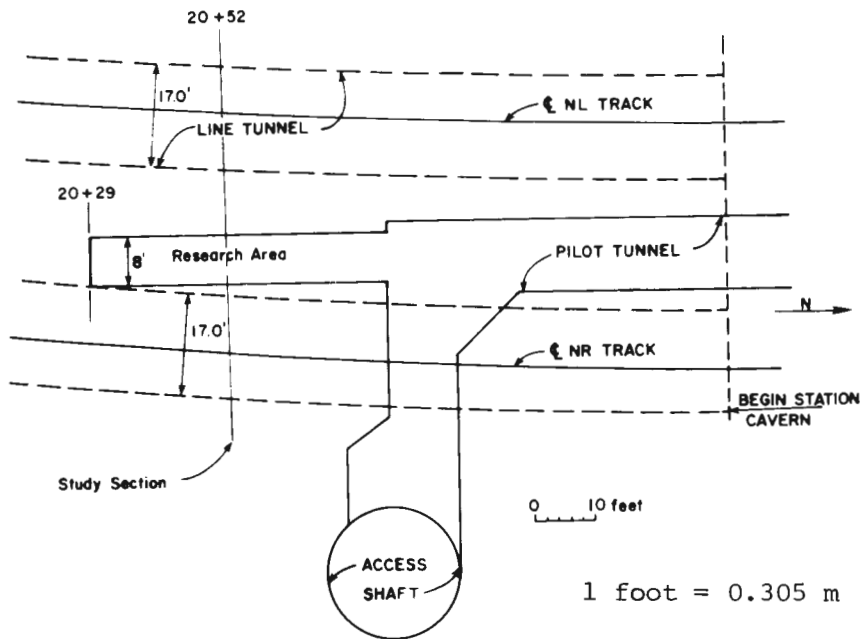 20+52
17.0'
℄ NL TRACK
LINE TUNNEL
20+29
8'
Research Area
PILOT TUNNEL
17.0'
N
℄ NR TRACK
BEGIN STATION
CAVERN
Study Section
0 10 feet
ACCESS
SHAFT
1 foot = 0.305 m